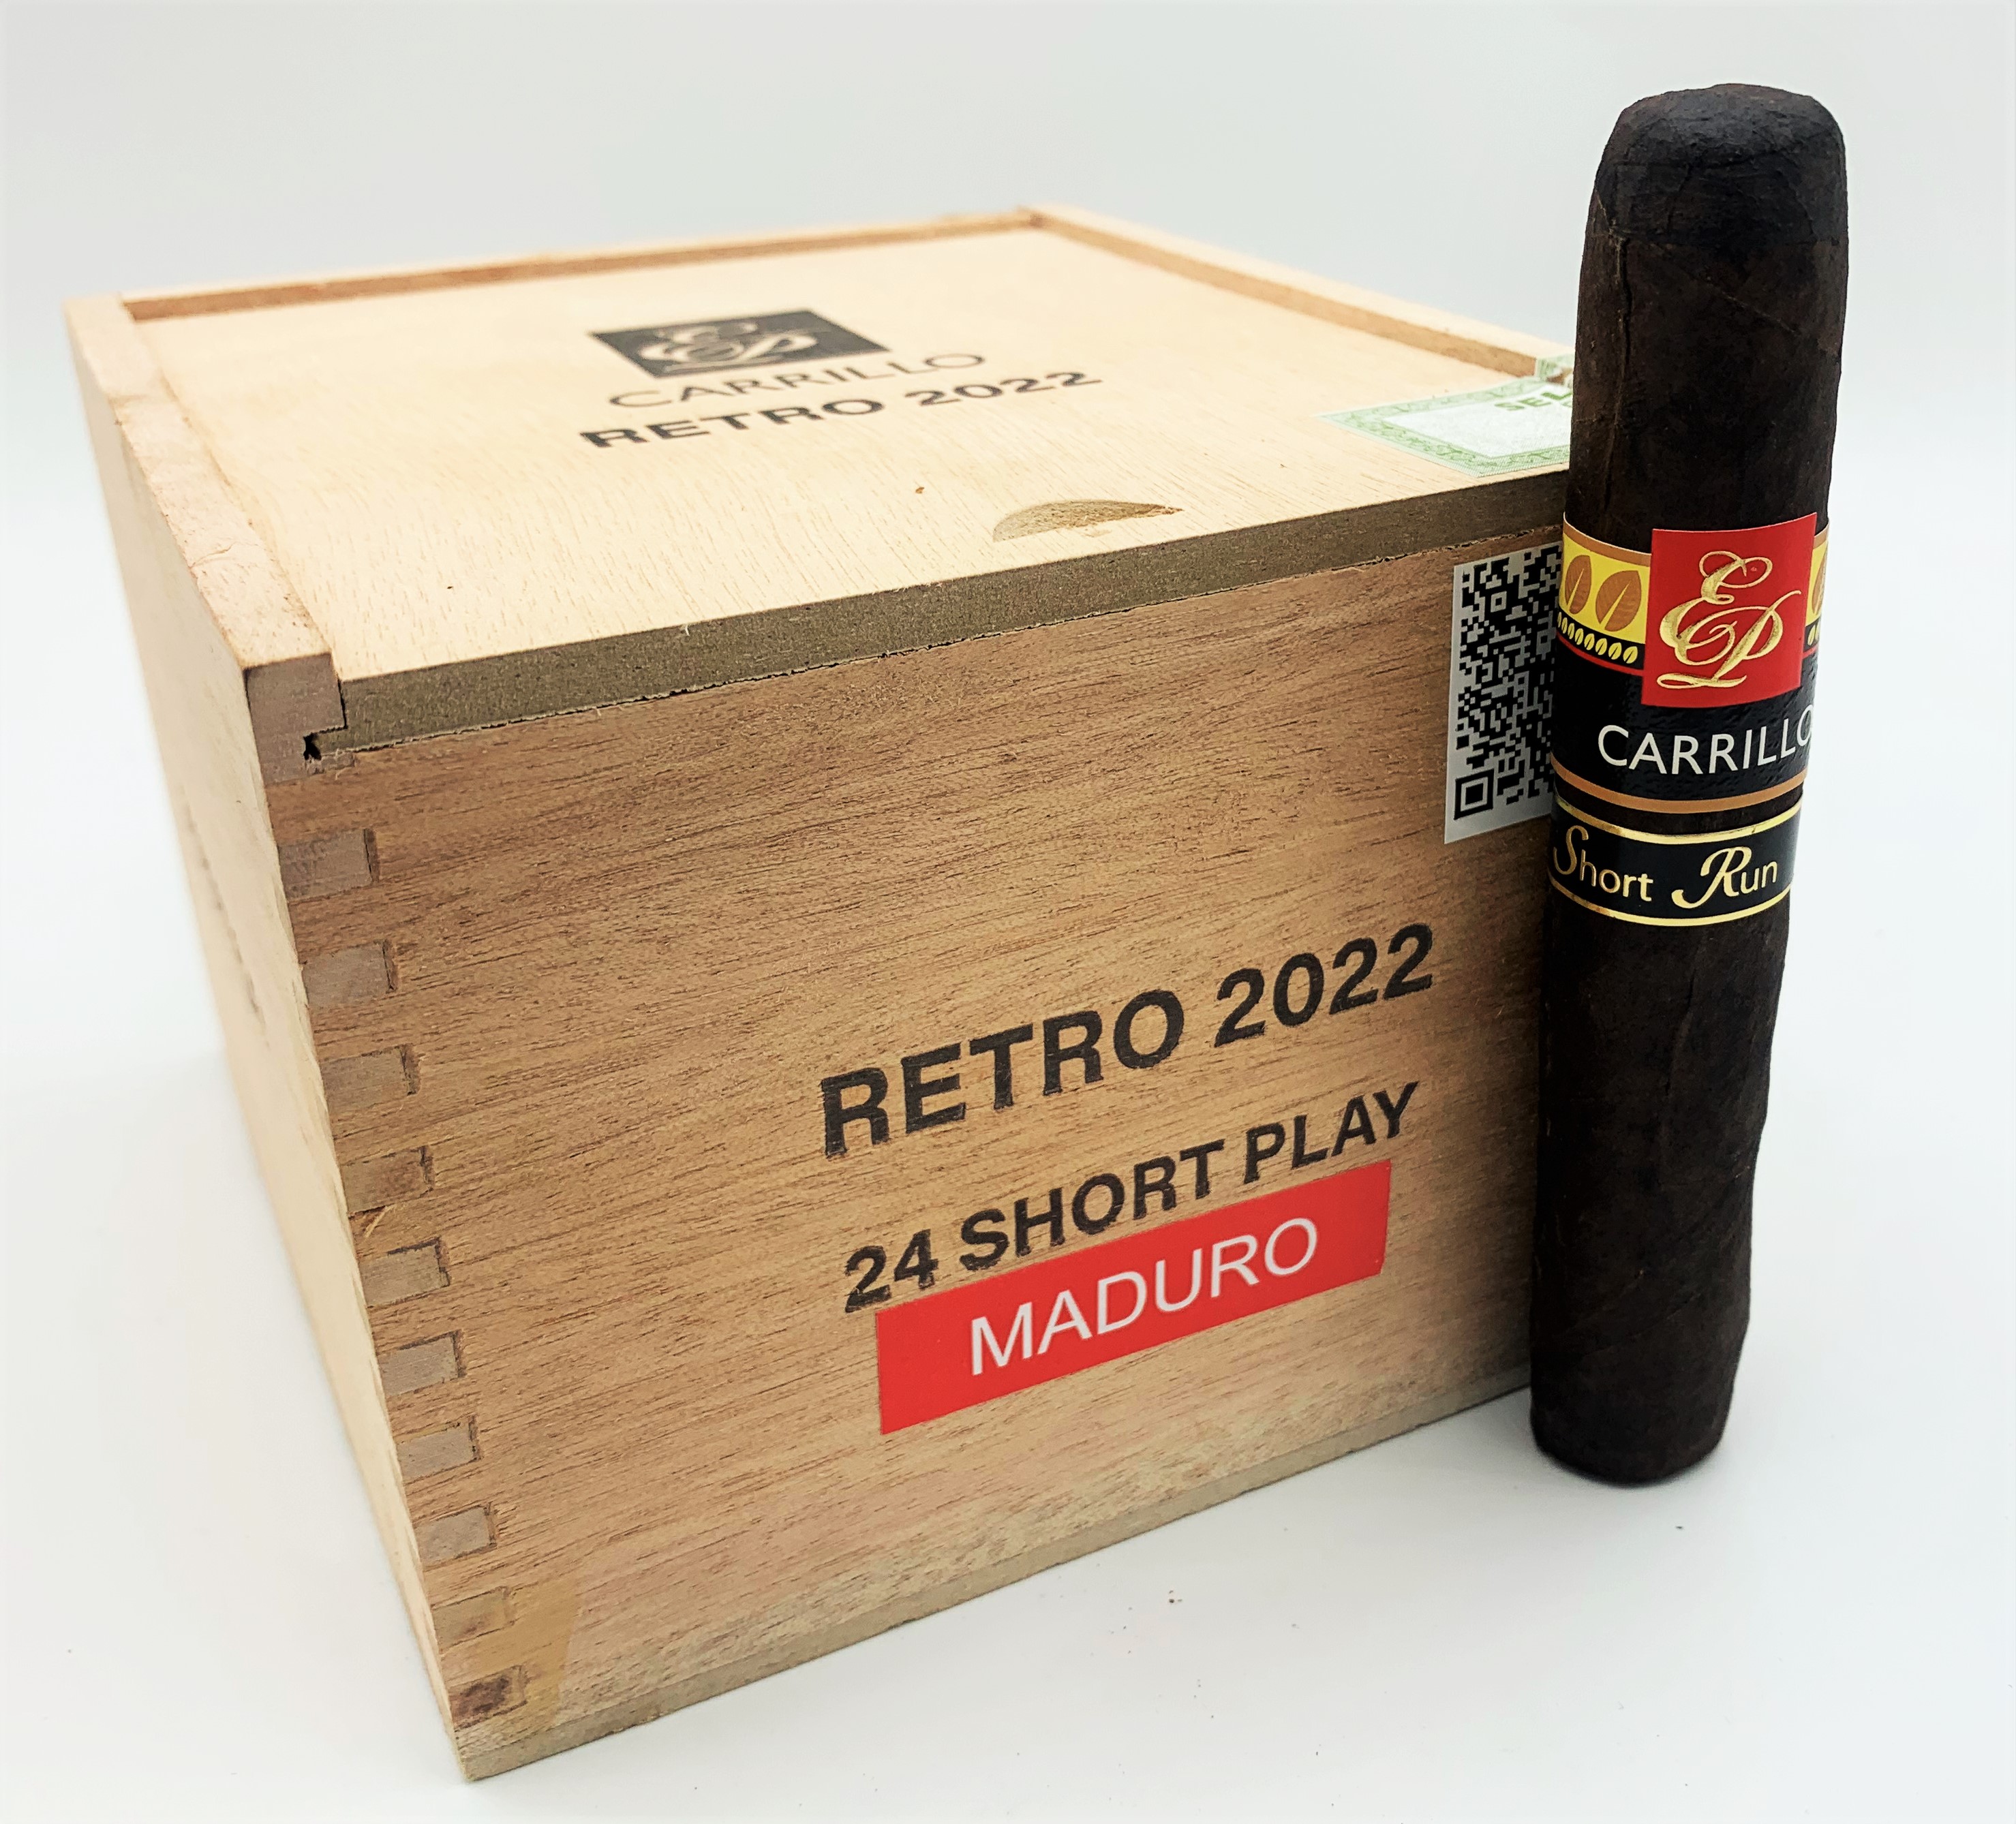 EP
CARRILLO
RETRO 2022
RETRO 2022
24 SHORT PLAY
MADURO
EP
CARRILLO
Short Run